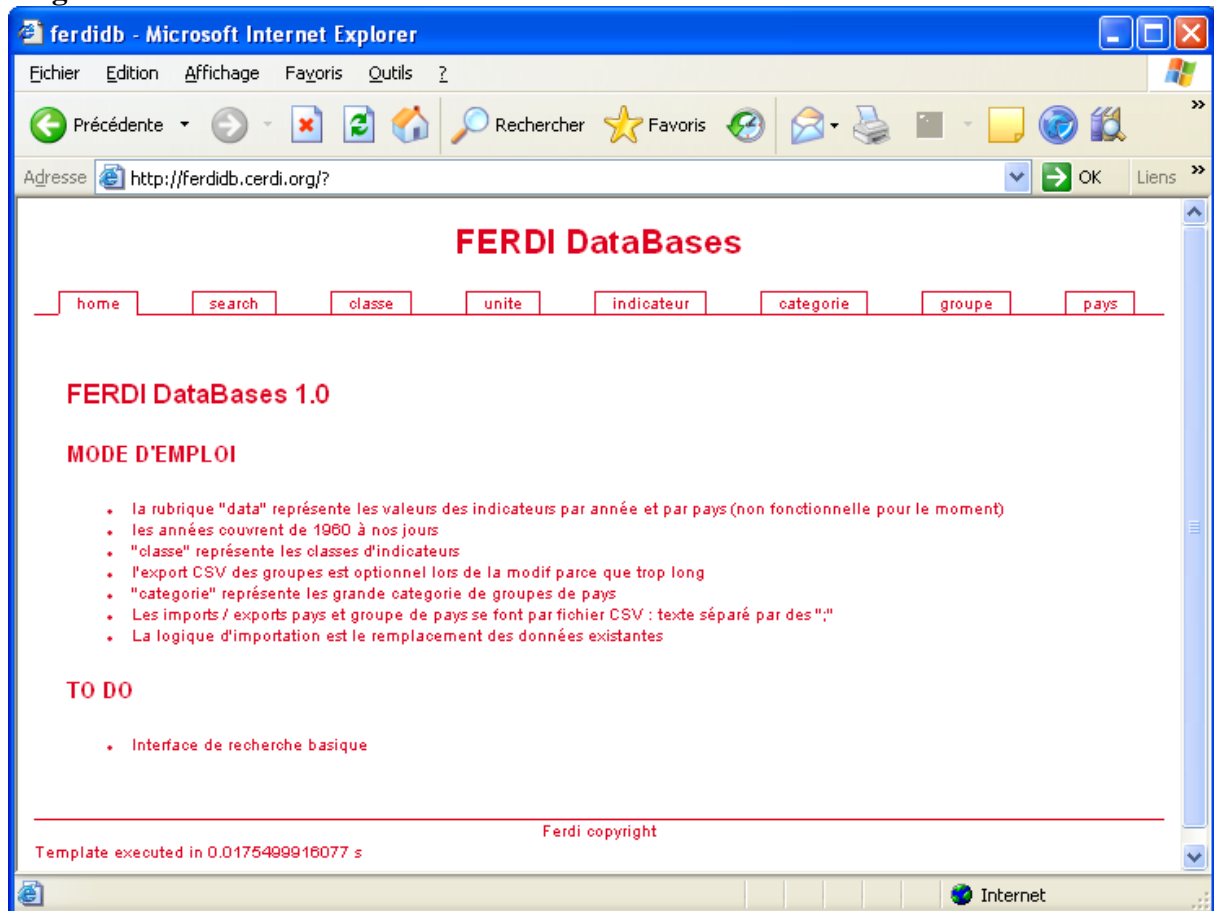 ferdidb - Microsoft Internet Explorer
Fichier Edition Affichage Favoris Outils ?
Précédente Rechercher Favoris »
Adresse http://ferdidb.cerdi.org/? OK Liens »
FERDI DataBases
home search classe unite indicateur categorie groupe pays
FERDI DataBases 1.0
MODE D'EMPLOI
• la rubrique "data" représente les valeurs des indicateurs par année et par pays (non fonctionnelle pour le moment)
• les années couvrent de 1960 à nos jours
• "classe" représente les classes d'indicateurs
• l'export CSV des groupes est optionnel lors de la modif parce que trop long
• "categorie" représente les grande categorie de groupes de pays
• Les imports / exports pays et groupe de pays se font par fichier CSV : texte séparé par des ";"
• La logique d'importation est le remplacement des données existantes
TO DO
• Interface de recherche basique
Ferdi copyright
Template executed in 0.0175499916077 s
Internet